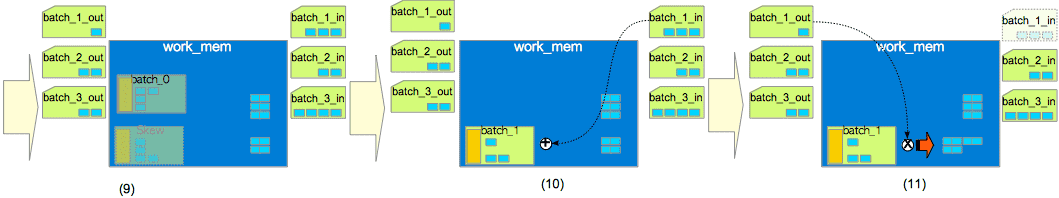 batch_1_out
batch_2_out
batch_3_out
work_mem
batch_0
Skew
batch_1_in
batch_2_in
batch_3_in
(9)
batch_1_out
batch_2_out
batch_3_out
work_mem
batch_1
batch_1_in
batch_2_in
batch_3_in
(10)
batch_1_out
batch_2_out
batch_3_out
work_mem
batch_1
batch_1_in
batch_2_in
batch_3_in
(11)